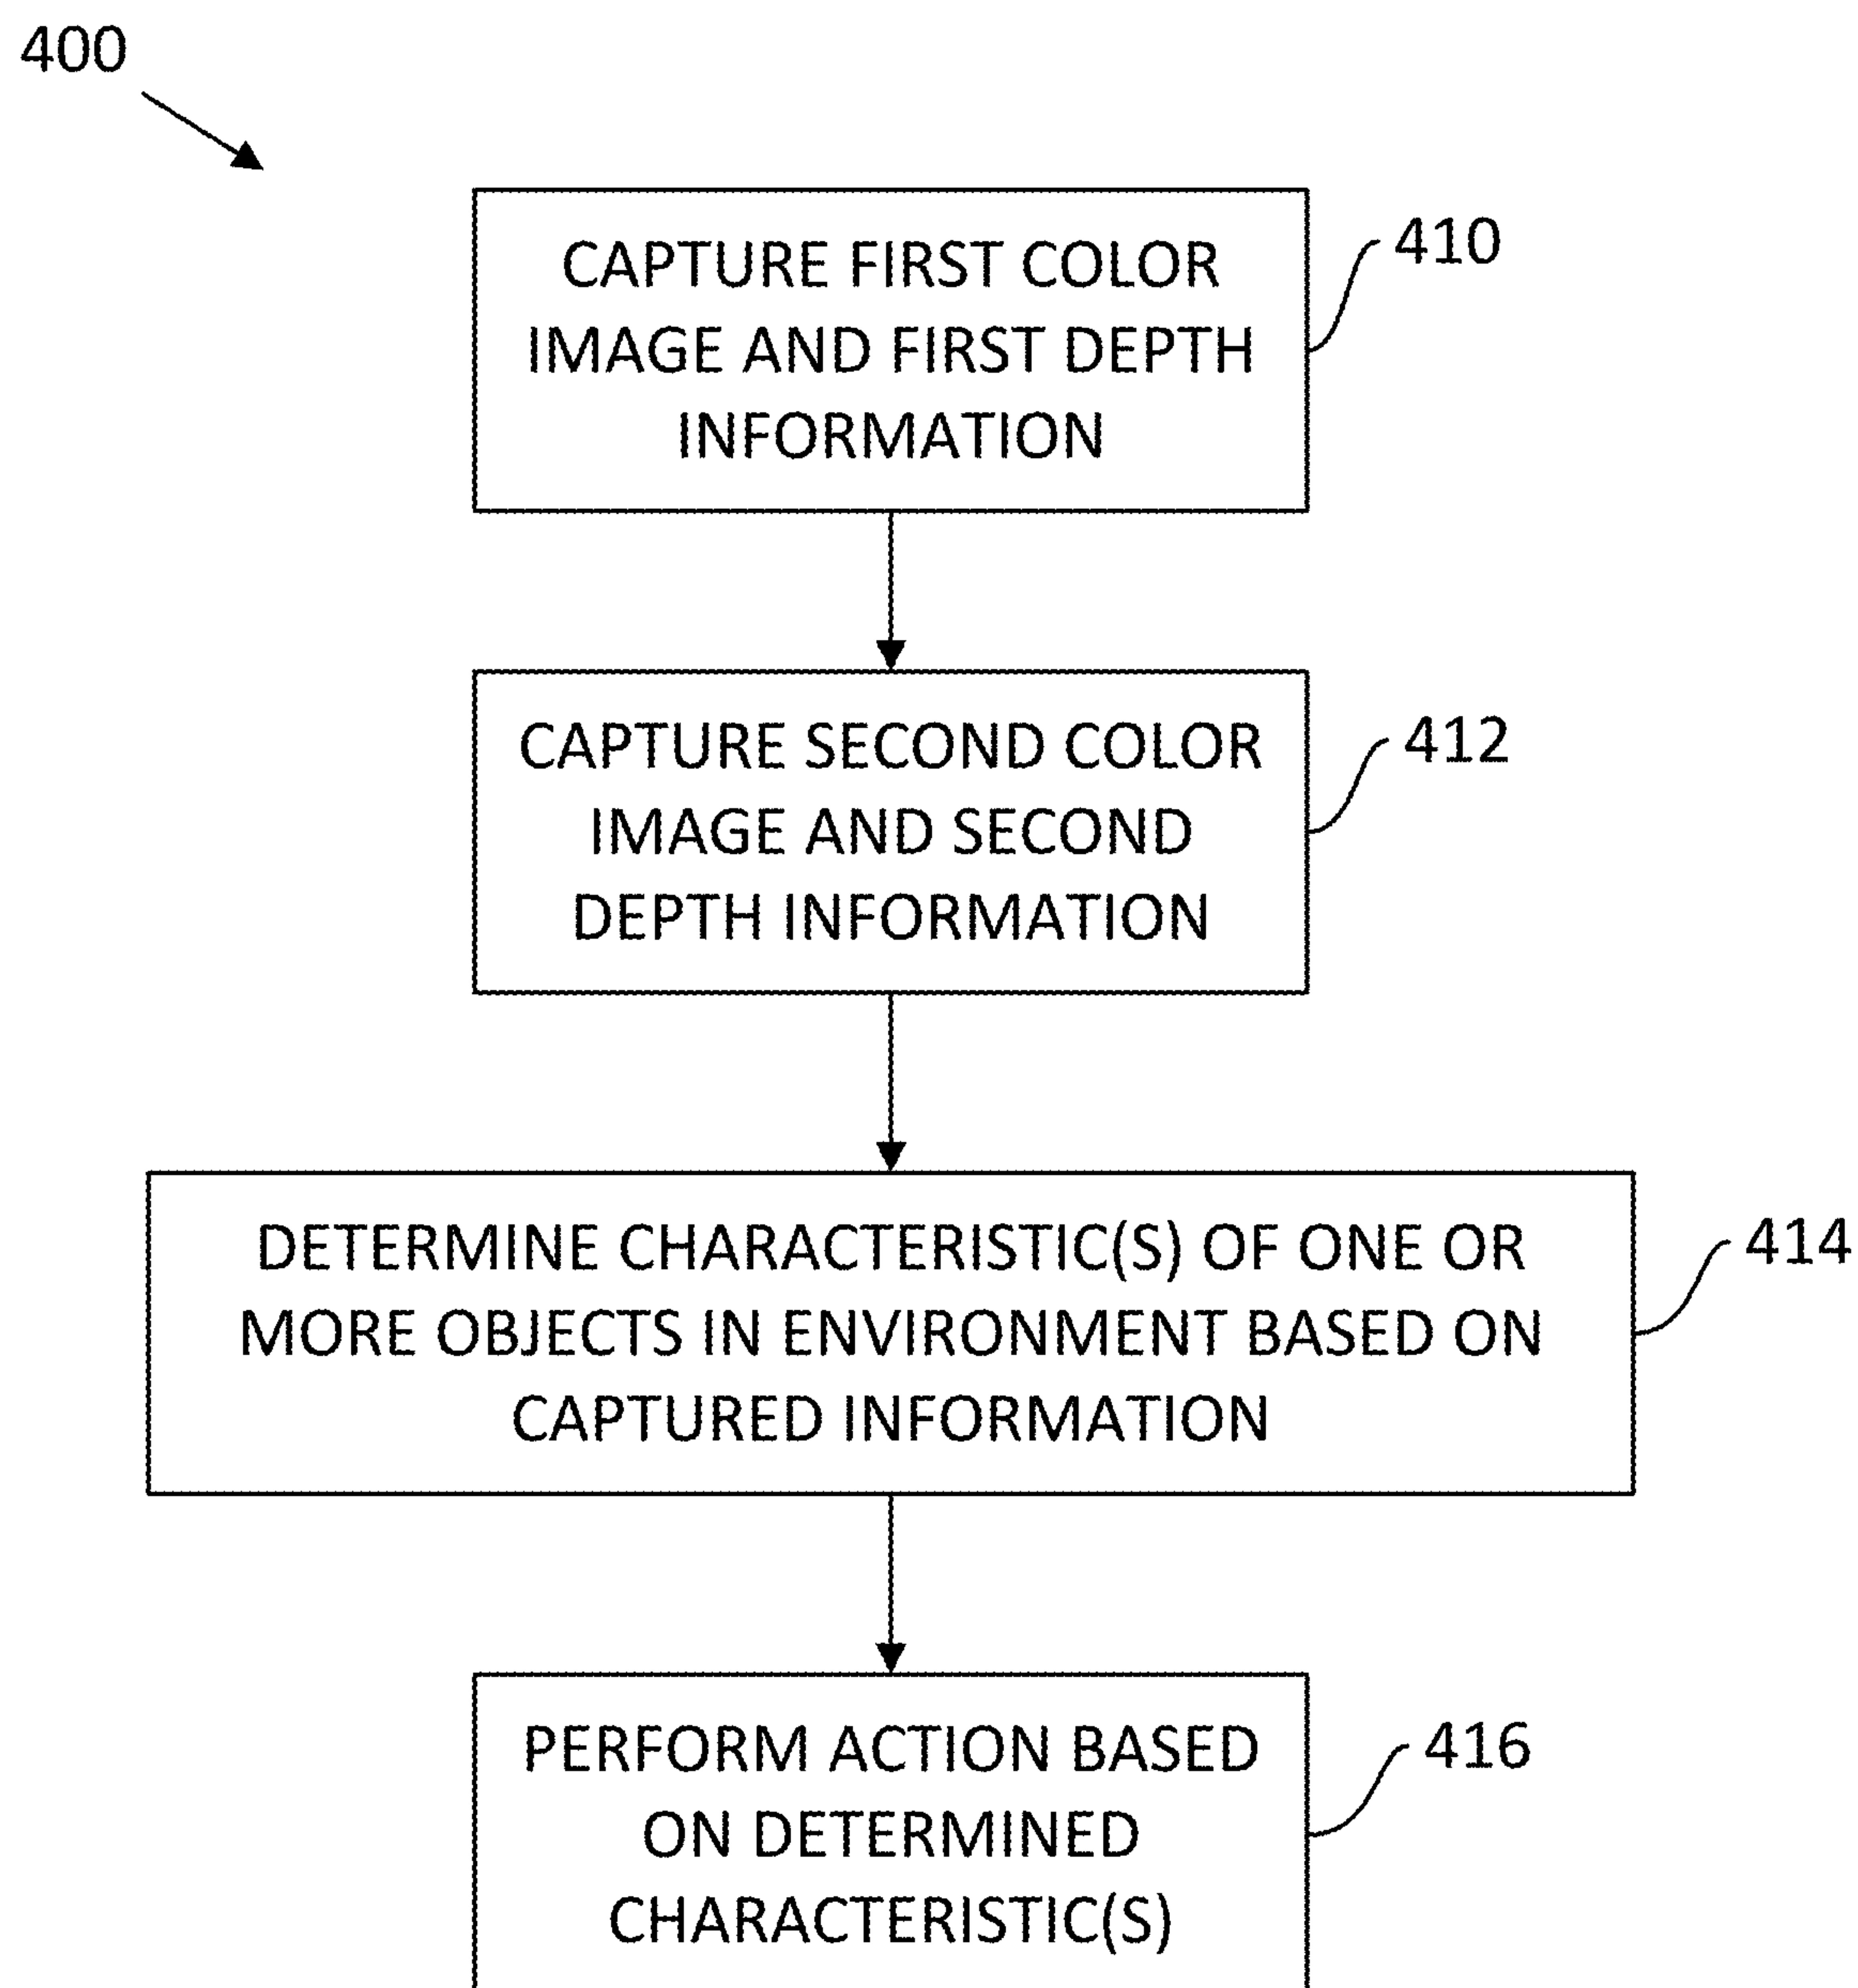 400
CAPTURE FIRST COLOR
IMAGE AND FIRST DEPTH
INFORMATION
410
CAPTURE SECOND COLOR
IMAGE AND SECOND
DEPTH INFORMATION
412
DETERMINE CHARACTERISTIC(S) OF ONE OR
MORE OBJECTS IN ENVIRONMENT BASED ON
CAPTURED INFORMATION
414
PERFORM ACTION BASED
ON DETERMINED
CHARACTERISTIC(S)
416